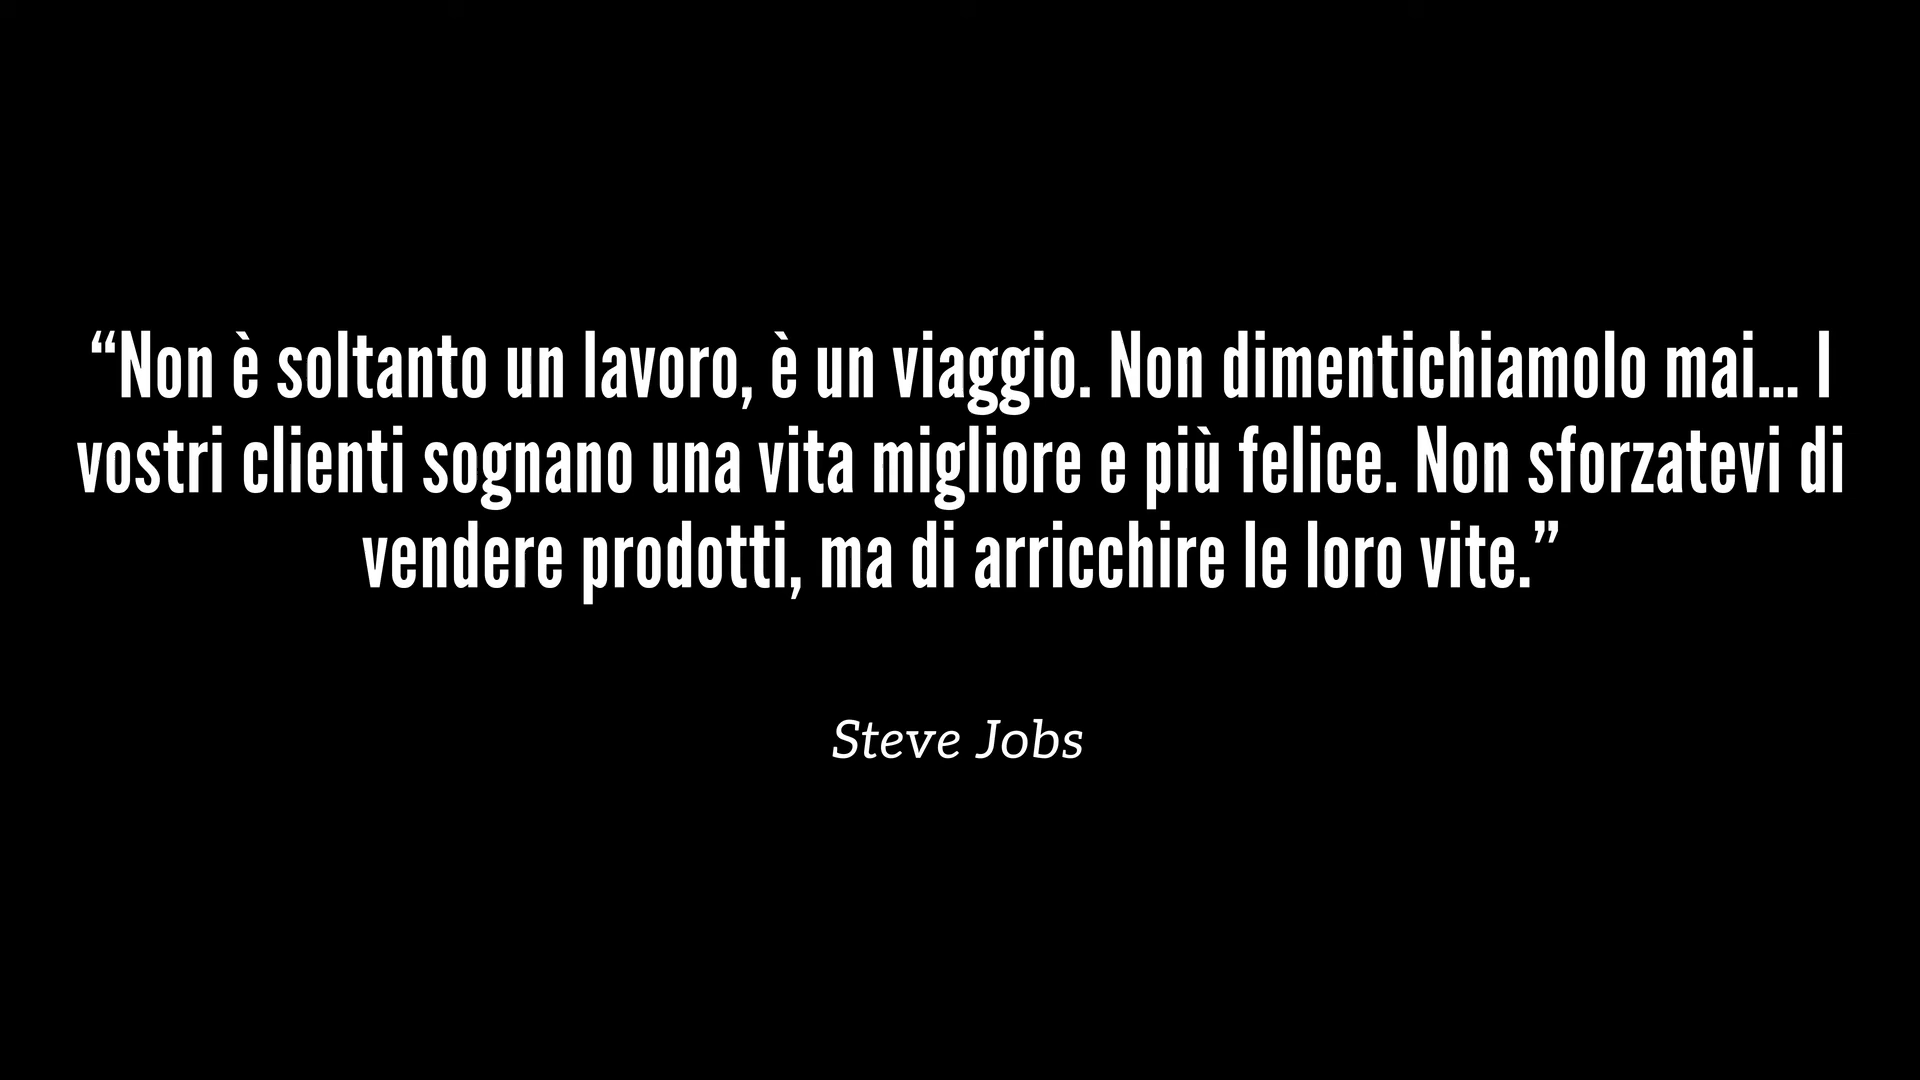 “Non è soltanto un lavoro, è un viaggio. Non dimentichiamolo mai... I
vostri clienti sognano una vita migliore e più felice. Non sforzatevi di
vendere prodotti, ma di arricchire le loro vite.”
Steve Jobs